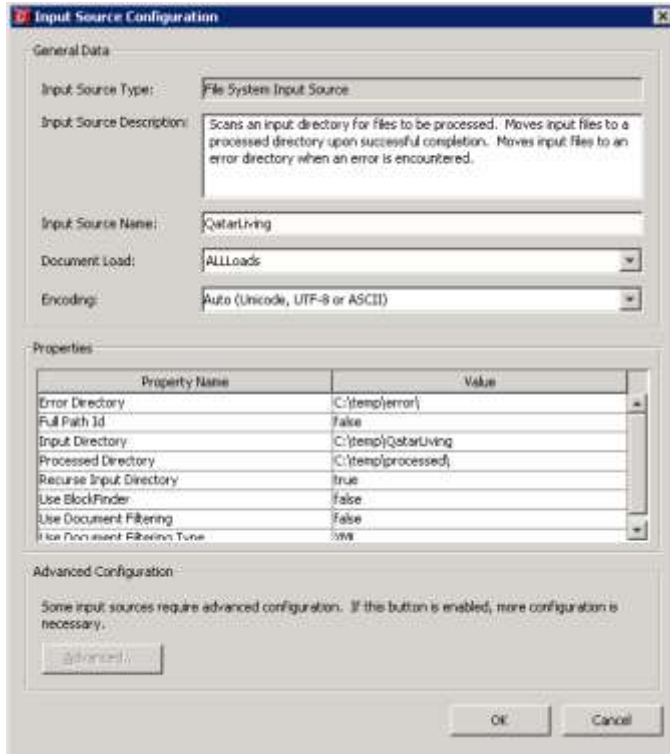 Input Source Configuration
General Data
Input Source Type: File System Input Source
Input Source Description: Scans an input directory for files to be processed. Moves input files to a
processed directory upon successful completion. Moves input files to an
error directory when an error is encountered.
Input Source Name: QatarLiving
Document Load: ALLLoads
Encoding: Auto (Unicode, UTF-8 or ASCII)
Properties
Property Name Value
Error Directory C:\temp\error\
Full Path Id false
Input Directory C:\temp\QatarLiving
Processed Directory C:\temp\processed\
Recurse Input Directory true
Use BlockFinder false
Use Document Filtering false
Use Document Filtering Type XML
Advanced Configuration
Some input sources require advanced configuration. If this button is enabled, more configuration is
necessary.
Advanced...
OK Cancel